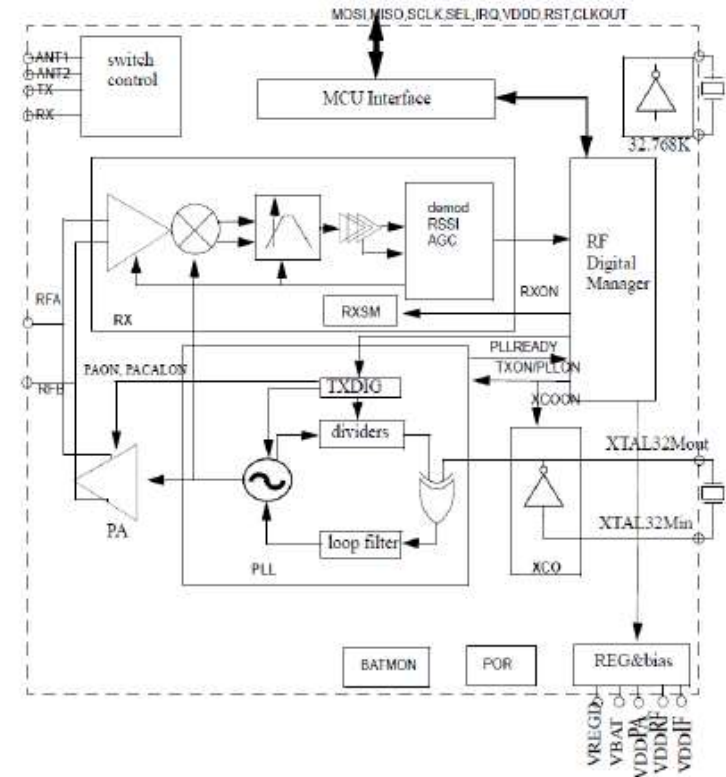 MOSI,MISO,SCLK,SEL,IRQ,VDDD,RST,CLKOUT
ANT1
ANT2
TX
RX
switch
control
MCU Interface
32.768K
demod
RSSI
AGC
RF
Digital
Manager
RXON
RXSM
RX
RFA
RFB
PLLREADY
TXON/PLLON
XCOON
PAON, PACALON
TXDIG
dividers
XTAL32Mout
XTAL32Min
loop filter
PA
PLL
XCO
BATMON
POR
REG&bias
VREGD
VBAT
VDDPA
VDDRF
VDDIF